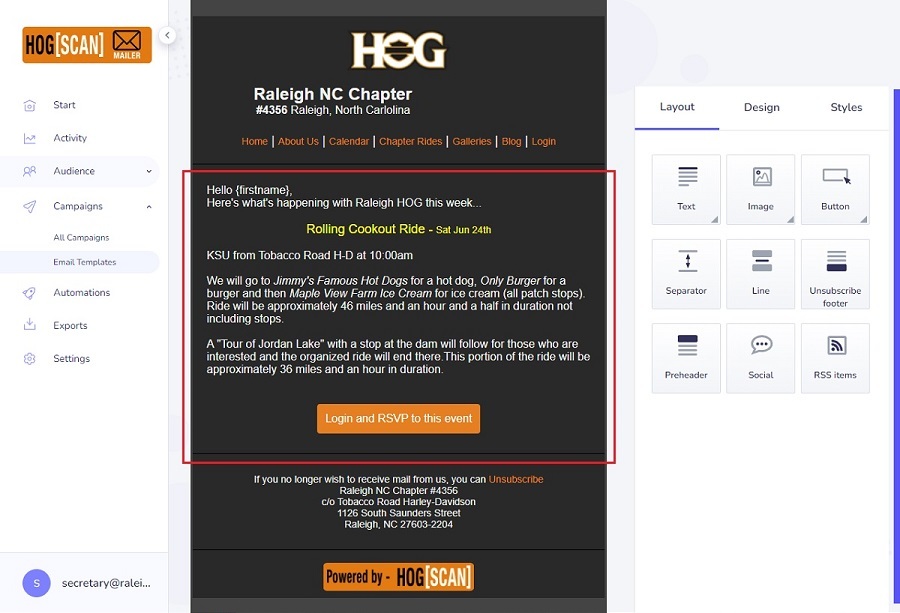 HOG[SCAN]
MAILER
Start
Activity
Audience
Campaigns
All Campaigns
Email Templates
Automations
Exports
Settings
S
secretary@ralei...
HOG
Raleigh NC Chapter
#4356 Raleigh, North Carlolina
Home | About Us | Calendar | Chapter Rides | Galleries | Blog | Login
Hello {firstname},
Here's what's happening with Raleigh HOG this week...
Rolling Cookout Ride - Sat Jun 24th
KSU from Tobacco Road H-D at 10:00am
We will go to Jimmy's Famous Hot Dogs for a hot dog, Only Burger for a
burger and then Maple View Farm Ice Cream for ice cream (all patch stops).
Ride will be approximately 46 miles and an hour and a half in duration not
including stops.
A "Tour of Jordan Lake" with a stop at the dam will follow for those who are
interested and the organized ride will end there.This portion of the ride will be
approximately 36 miles and an hour in duration.
Login and RSVP to this event
If you no longer wish to receive mail from us, you can Unsubscribe
Raleigh NC Chapter #4356
c/o Tobacco Road Harley-Davidson
1126 South Saunders Street
Raleigh, NC 27603-2204
Powered by - HOG[SCAN]
Layout
Design
Styles
Text
Image
Button
Separator
Line
Unsubscribe
footer
Preheader
Social
RSS items